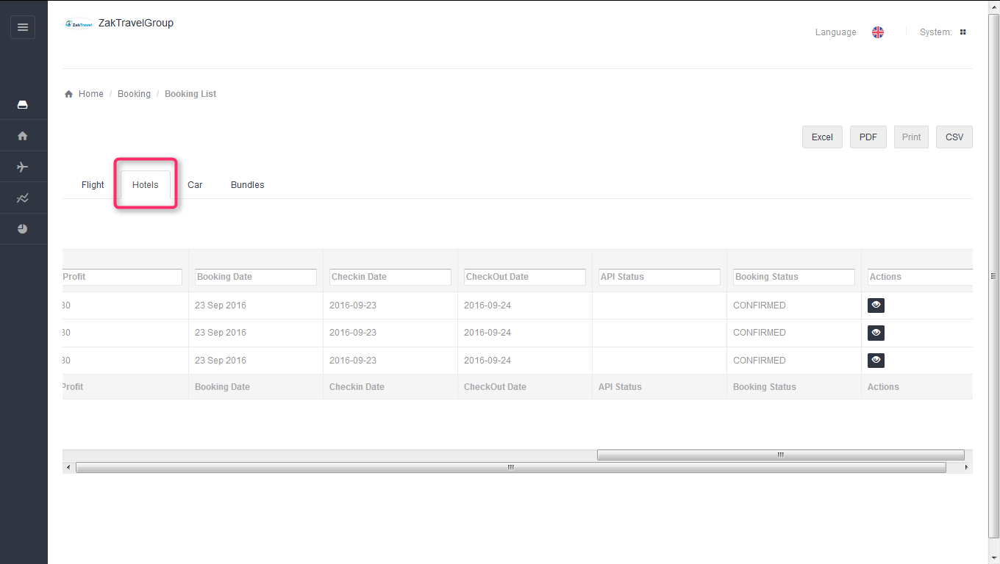 ZakTravel ZakTravelGroup
Language System:
Home / Booking / Booking List
Excel PDF Print CSV
Flight Hotels Car Bundles
Profit Booking Date Checkin Date CheckOut Date API Status Booking Status Actions
30 23 Sep 2016 2016-09-23 2016-09-24 CONFIRMED
30 23 Sep 2016 2016-09-23 2016-09-24 CONFIRMED
30 23 Sep 2016 2016-09-23 2016-09-24 CONFIRMED
Profit Booking Date Checkin Date CheckOut Date API Status Booking Status Actions